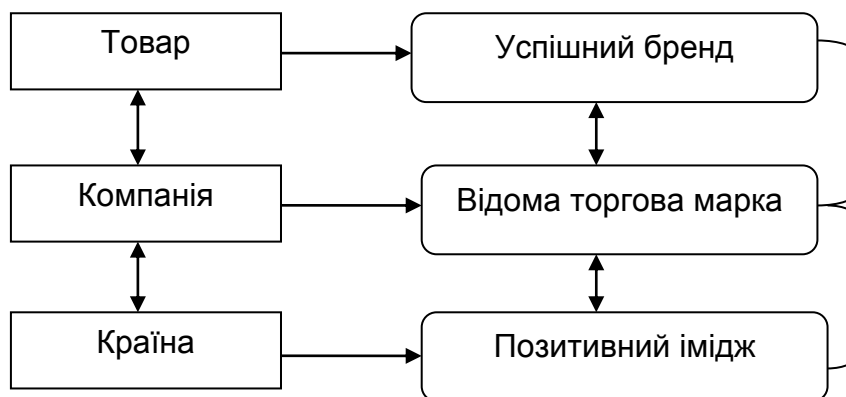 Товар
Успішний бренд
Компанія
Відома торгова марка
Країна
Позитивний імідж